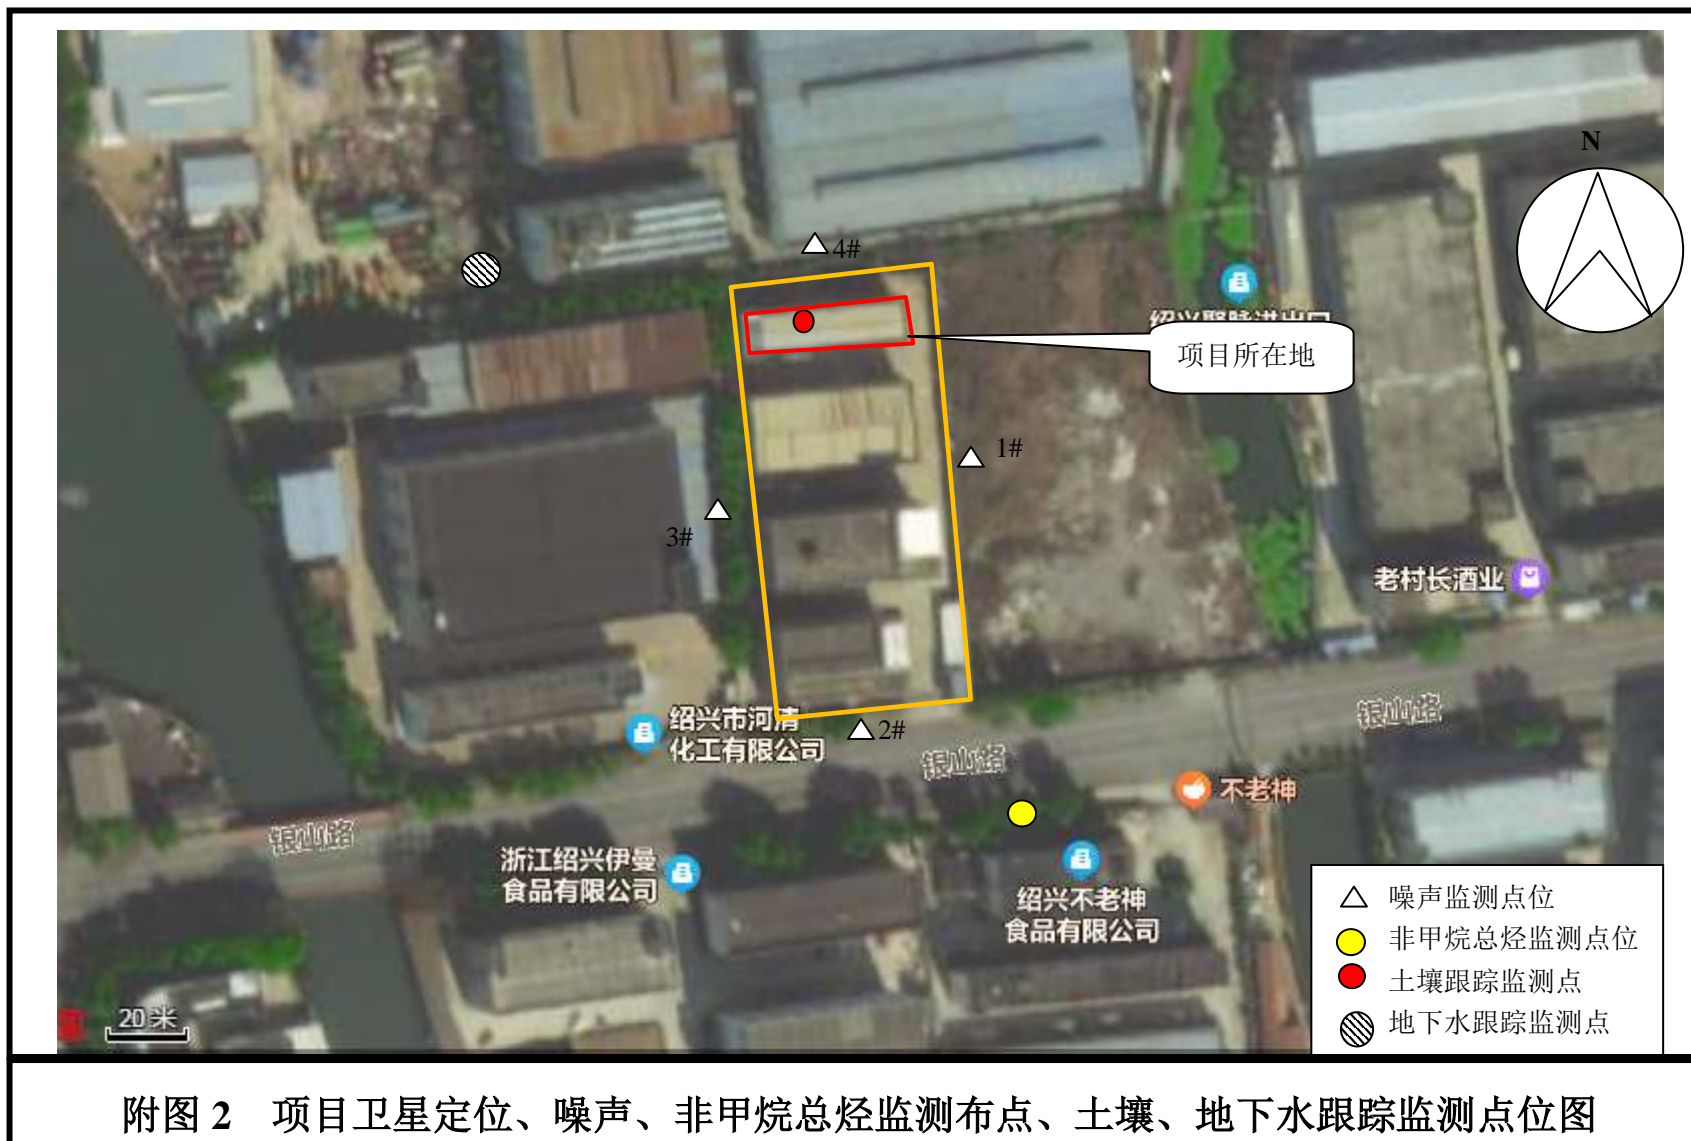 N
4#
项目所在地
1#
3#
老村长酒业
绍兴市河清
化工有限公司
2#
银山路
银山路
不老神
银山路
浙江绍兴伊曼
食品有限公司
绍兴不老神
食品有限公司
噪声监测点位
非甲烷总烃监测点位
土壤跟踪监测点
地下水跟踪监测点
20 米
附图 2 项目卫星定位、噪声、非甲烷总烃监测布点、土壤、地下水跟踪监测点位图